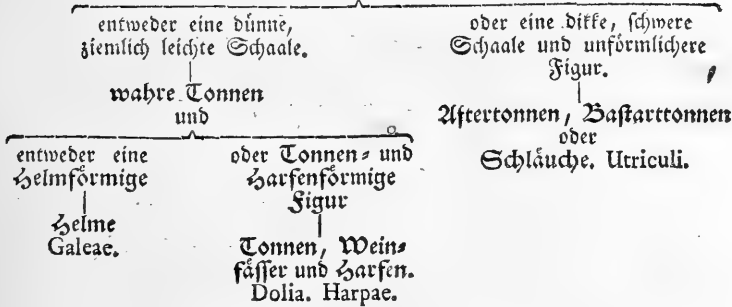 entweder eine dünne,
ziemlich leichte Schaale.
wahre Tonnen
und
entweder eine
Helmförmige
Helme
Galeae.
oder Tonnen- und
Harfenförmige
Figur
Tonnen, Wein-
fässer und Harfen.
Dolia. Harpae.
oder eine dikke, schwere
Schaale und unförmlichere
Figur.
Aftertonnen, Bastarttonnen
oder
Schläuche. Utriculi.